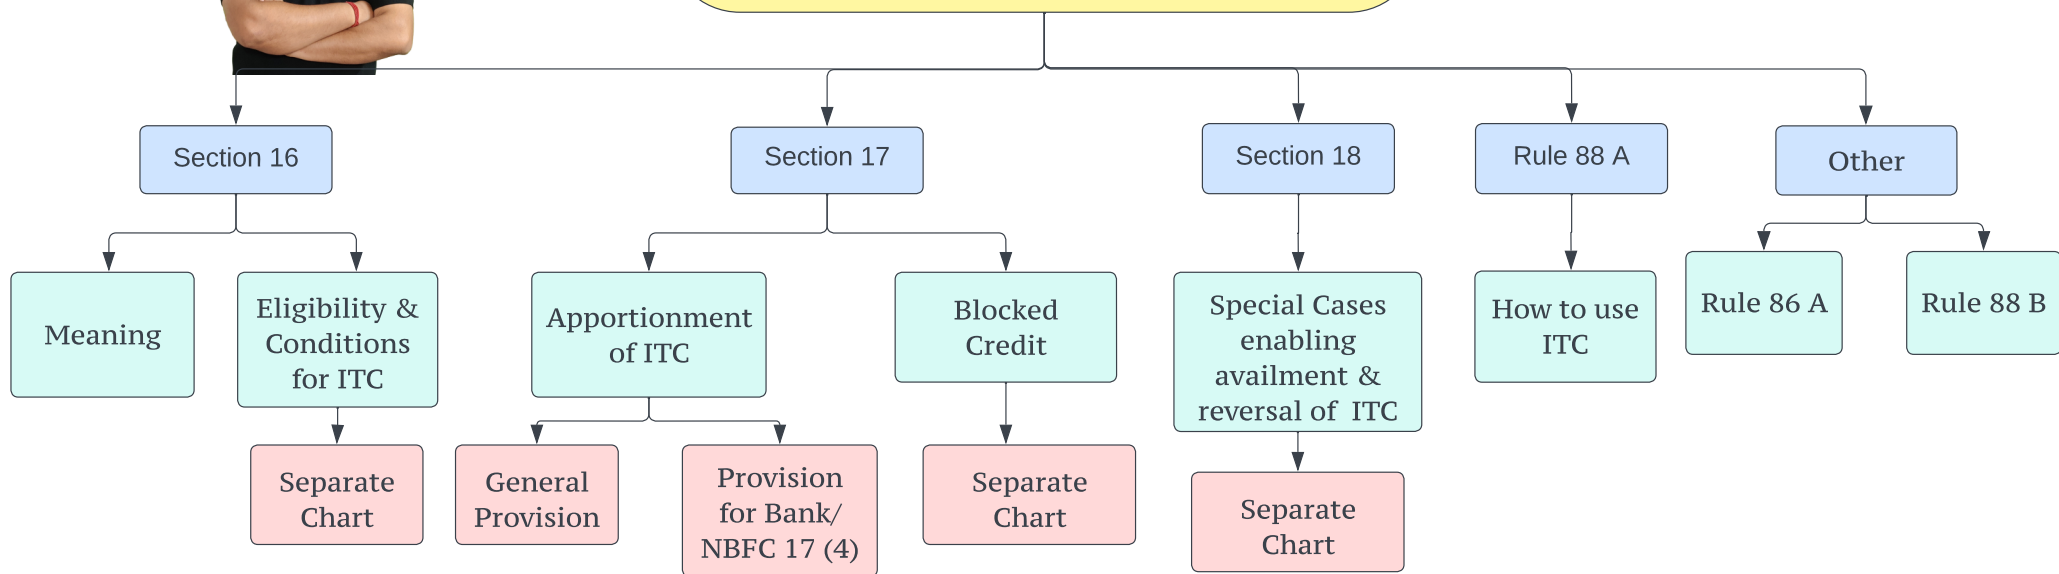 Section 16
Section 17
Section 18
Rule 88 A
Other
Meaning
Eligibility &
Conditions
for ITC
Apportionment
of ITC
Blocked
Credit
Special Cases
enabling
availment &
reversal of  ITC
How to use
ITC
Rule 86 A
Rule 88 B
Separate
Chart
General
Provision
Provision
for Bank/
NBFC 17 (4)
Separate
Chart
Separate
Chart